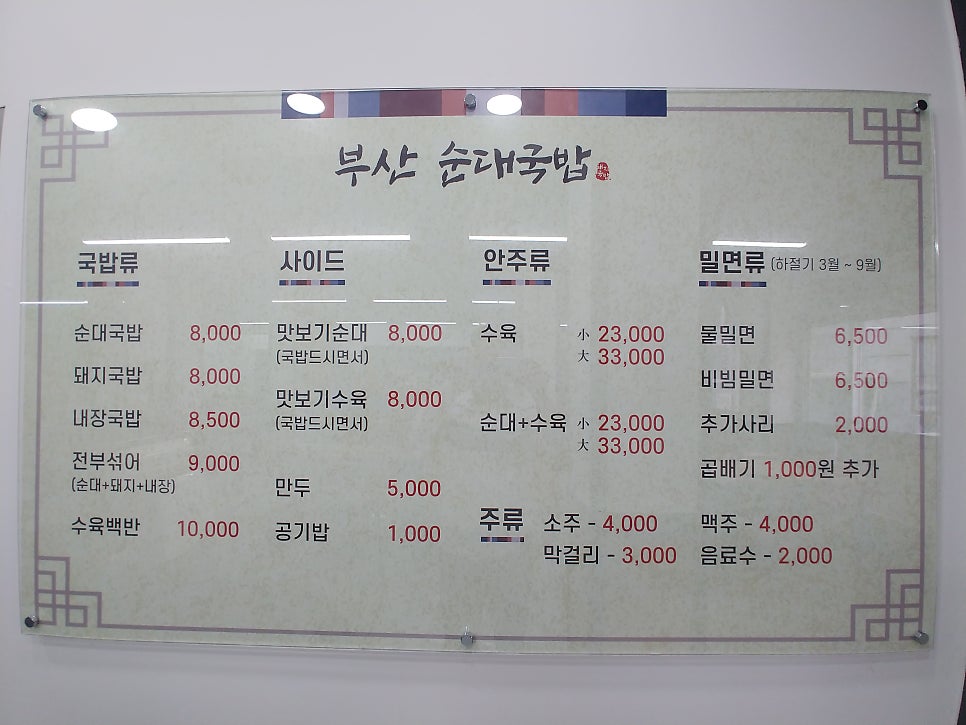 부산 순대국밥
국밥류
순대국밥 8,000
돼지국밥 8,000
내장국밥 8,500
전부섞어 9,000
(순대+돼지+내장)
수육백반 10,000
사이드
맛보기순대 8,000
(국밥드시면서)
맛보기수육 8,000
(국밥드시면서)
만두 5,000
공기밥 1,000
안주류
수육 小 23,000
大 33,000
순대+수육 小 23,000
大 33,000
밀면류 (하절기 3월 ~ 9월)
물밀면 6,500
비빔밀면 6,500
추가사리 2,000
곱배기 1,000원 추가
주류 소주 - 4,000 맥주 - 4,000
막걸리 - 3,000 음료수 - 2,000